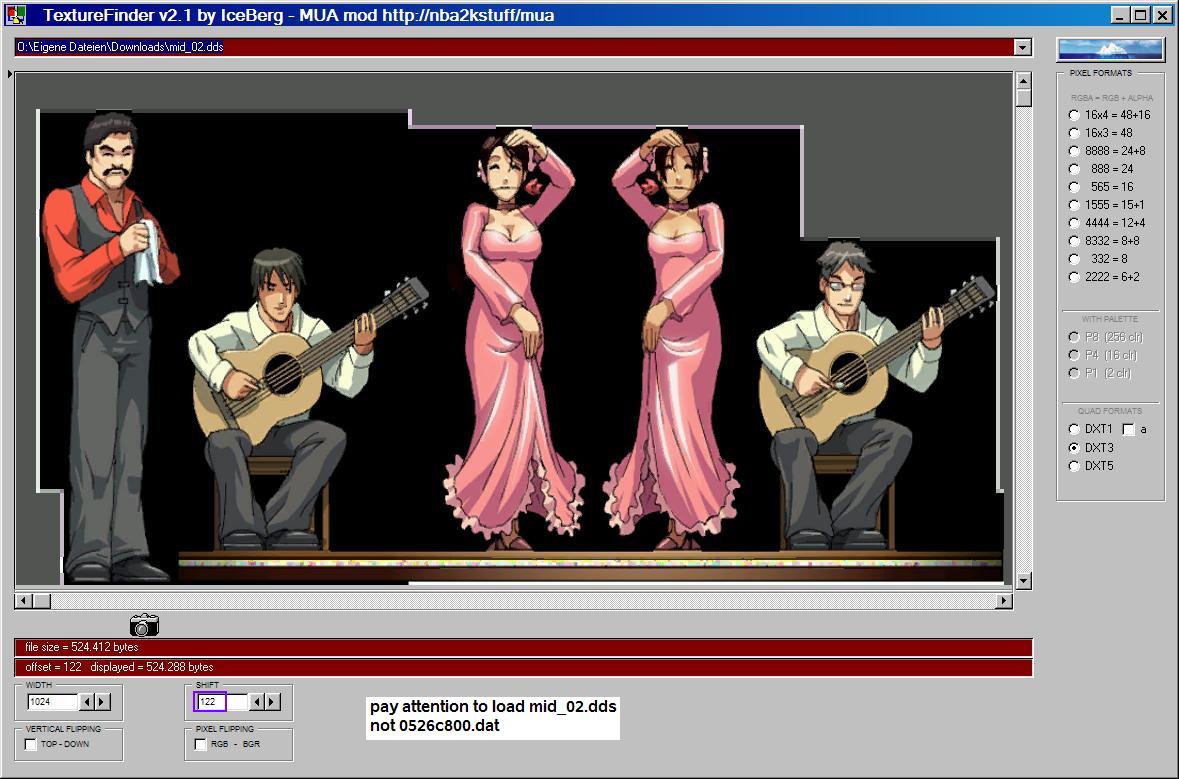 TextureFinder v2.1 by IceBerg - MUA mod http://nba2kstuff/mua
O:\Eigene Dateien\Downloads\mid_02.dds
PIXEL FORMATS
RGBA = RGB + ALPHA
16x4 = 48+16
16x3 = 48
8888 = 24+8
888 = 24
565 = 16
1555 = 15+1
4444 = 12+4
8332 = 8+8
332 = 8
2222 = 6+2
WITH PALETTE
P8 (256 clr)
P4 (16 clr)
P1 (2 clr)
QUAD FORMATS
DXT1 a
DXT3
DXT5
file size = 524.412 bytes
offset = 122 displayed = 524.288 bytes
WIDTH
1024
SHIFT
122
VERTICAL FLIPPING
TOP - DOWN
PIXEL FLIPPING
RGB - BGR
pay attention to load mid_02.dds
not 0526c800.dat